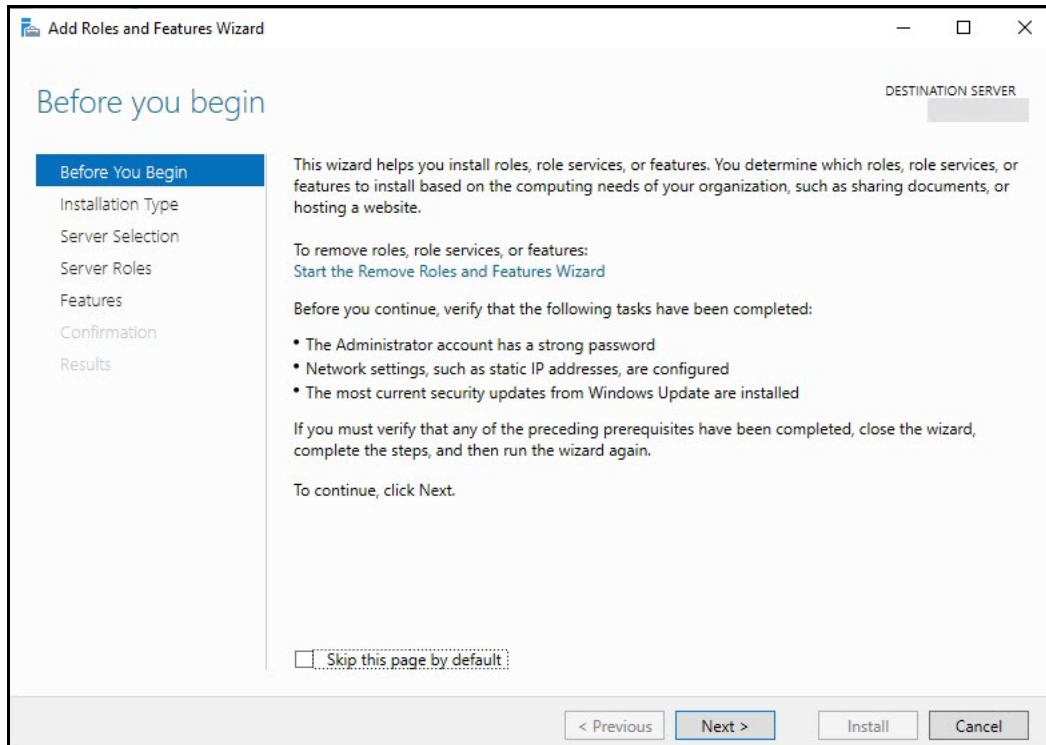 Add Roles and Features Wizard
Before you begin
DESTINATION SERVER
Before You Begin
Installation Type
Server Selection
Server Roles
Features
Confirmation
Results
This wizard helps you install roles, role services, or features. You determine which roles, role services, or
features to install based on the computing needs of your organization, such as sharing documents, or
hosting a website.
To remove roles, role services, or features:
Start the Remove Roles and Features Wizard
Before you continue, verify that the following tasks have been completed:
• The Administrator account has a strong password
• Network settings, such as static IP addresses, are configured
• The most current security updates from Windows Update are installed
If you must verify that any of the preceding prerequisites have been completed, close the wizard,
complete the steps, and then run the wizard again.
To continue, click Next.
Skip this page by default
< Previous
Next >
Install
Cancel